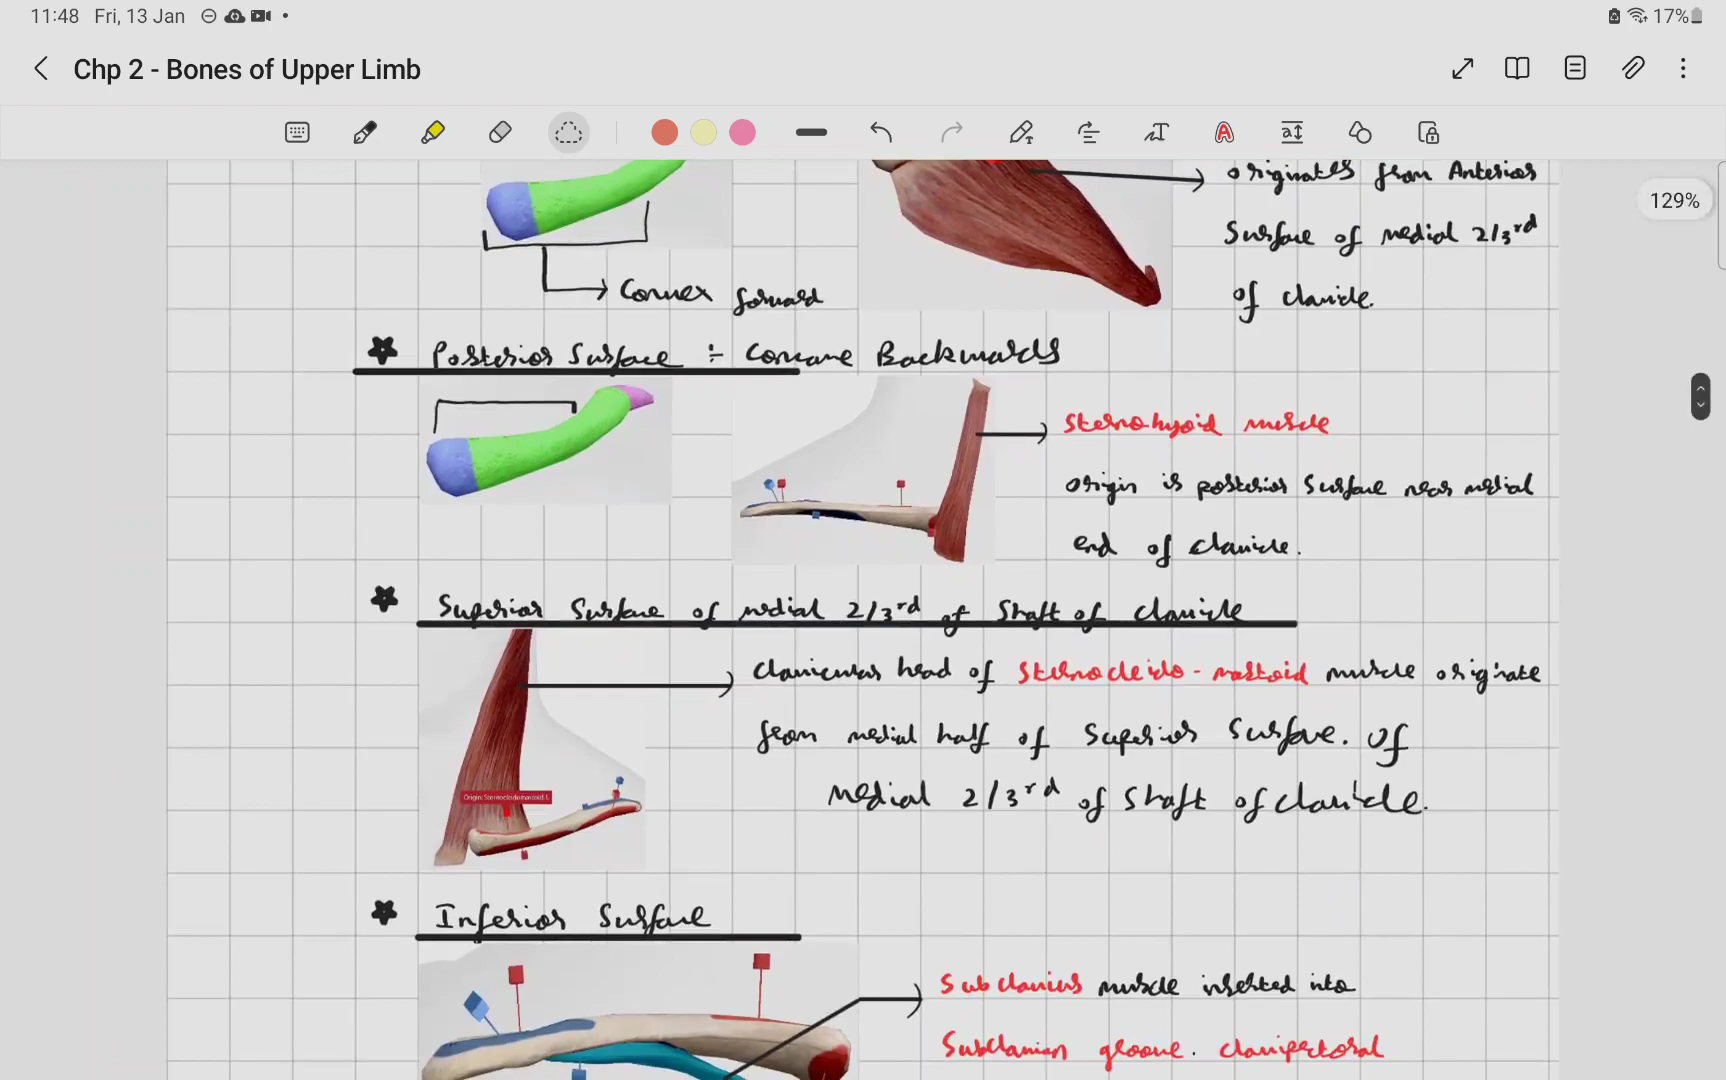 11:48 Fri, 13 Jan
17%
Chp 2 - Bones of Upper Limb
129%
originates from Anterior
Surface of medial 2/3rd
of clavicle.
Convex forward
Posterior Surface ÷ Concave Backwards
Sternohyoid muscle
origin is posterior surface near medial
end of clavicle.
Superior Surface of medial 2/3rd of Shaft of clavicle
Clavicular head of Sternocleido-mastoid muscle originate
from medial half of Superior Surface. of
Medial 2/3rd of Shaft of clavicle.
Origin: Sternocleidomastoid, L
Inferior Surface
Subclavius muscle inserted into
Subclavian groove. clavipectoral